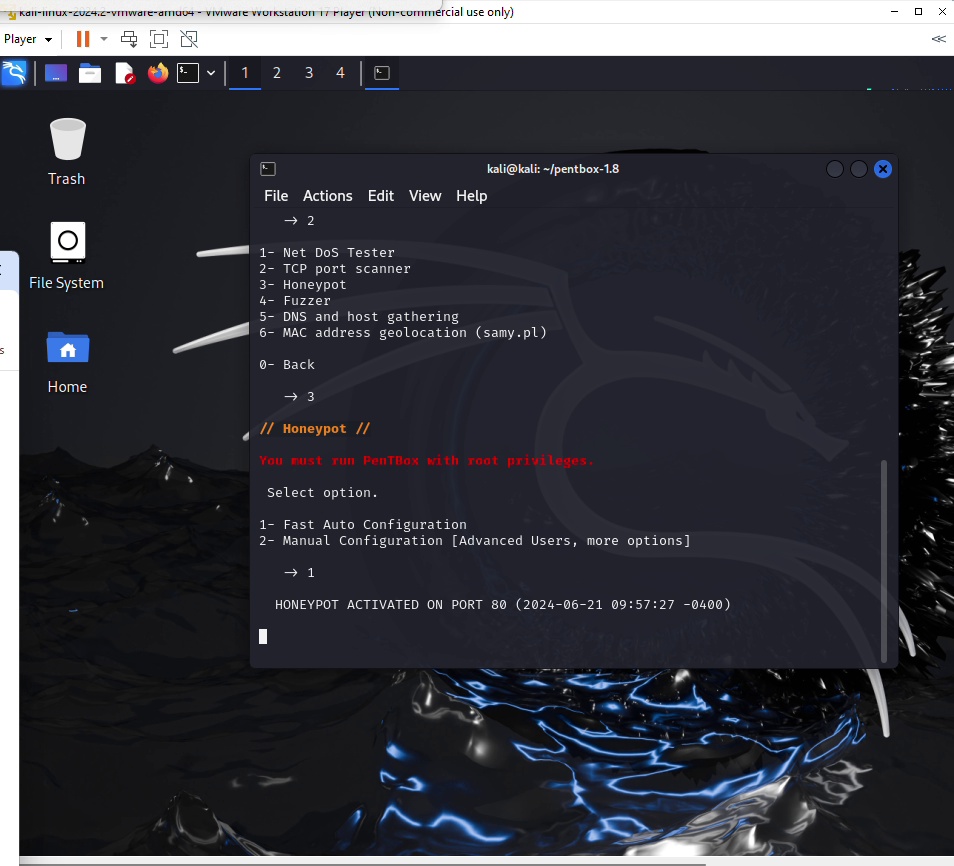 kali-linux-2024.2-vmware-amd64 - VMware Workstation 17 Player (Non-commercial use only)
Player
1 2 3 4
Trash
File System
Home
kali@kali: ~/pentbox-1.8
File Actions Edit View Help
→ 2
1- Net DoS Tester
2- TCP port scanner
3- Honeypot
4- Fuzzer
5- DNS and host gathering
6- MAC address geolocation (samy.pl)
0- Back
→ 3
// Honeypot //
You must run PenTBox with root privileges.
Select option.
1- Fast Auto Configuration
2- Manual Configuration [Advanced Users, more options]
→ 1
HONEYPOT ACTIVATED ON PORT 80 (2024-06-21 09:57:27 -0400)